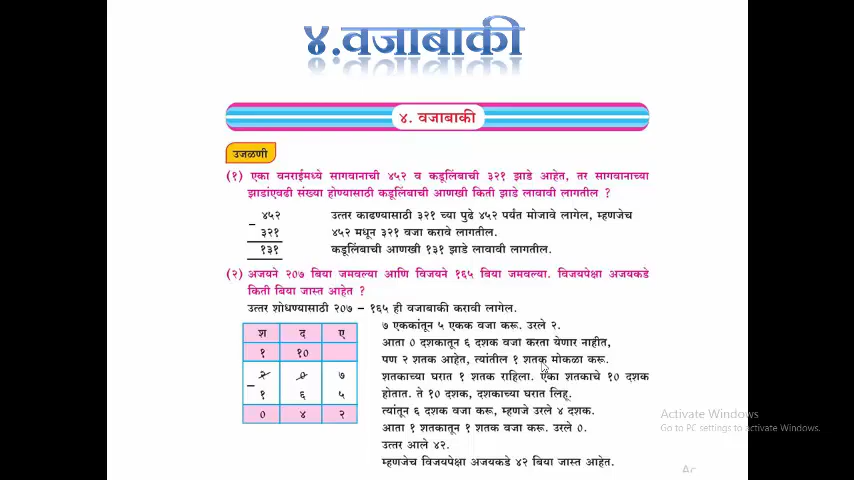 ४.वजाबाकी
४. वजाबाकी
उजळणी
(१) एका वनराईमध्ये सागवानाची ४५२ व कडूलिंबाची ३२१ झाडे आहेत, तर सागवानाच्या
झाडांएवढी संख्या होण्यासाठी कडूलिंबाची आणखी किती झाडे लावावी लागतील ?
४५२ उत्तर काढण्यासाठी ३२१ च्या पुढे ४५२ पर्यंत मोजावे लागेल, म्हणजेच
- ३२१ ४५२ मधून ३२१ वजा करावे लागतील.
१३१ कडूलिंबाची आणखी १३१ झाडे लावावी लागतील.
(२) अजयने २०७ बिया जमवल्या आणि विजयने १६५ बिया जमवल्या. विजयपेक्षा अजयकडे
किती बिया जास्त आहेत ?
उत्तर शोधण्यासाठी २०७ - १६५ ही वजाबाकी करावी लागेल.
श द ए
१ १०
२ ० ७
- १ ६ ५
० ४ २
७ एककांतून ५ एकक वजा करू. उरले २.
आता ० दशकातून ६ दशक वजा करता येणार नाहीत,
पण २ शतक आहेत, त्यांतील १ शतक मोकळा करू.
शतकाच्या घरात १ शतक राहिला. एका शतकाचे १० दशक
होतात. ते १० दशक, दशकाच्या घरात लिहू.
त्यांतून ६ दशक वजा करू, म्हणजे उरले ४ दशक.
आता १ शतकातून १ शतक वजा करू. उरले ०.
उत्तर आले ४२.
म्हणजेच विजयपेक्षा अजयकडे ४२ बिया जास्त आहेत.
Activate Windows
Go to PC settings to activate Windows.
Ac